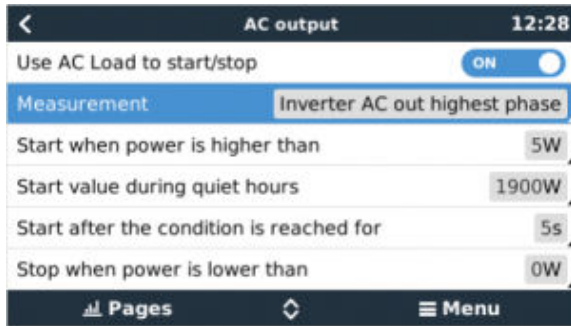 AC output 12:28
Use AC Load to start/stop ON
Measurement Inverter AC out highest phase
Start when power is higher than 5W
Start value during quiet hours 1900W
Start after the condition is reached for 5s
Stop when power is lower than 0W
Pages Menu